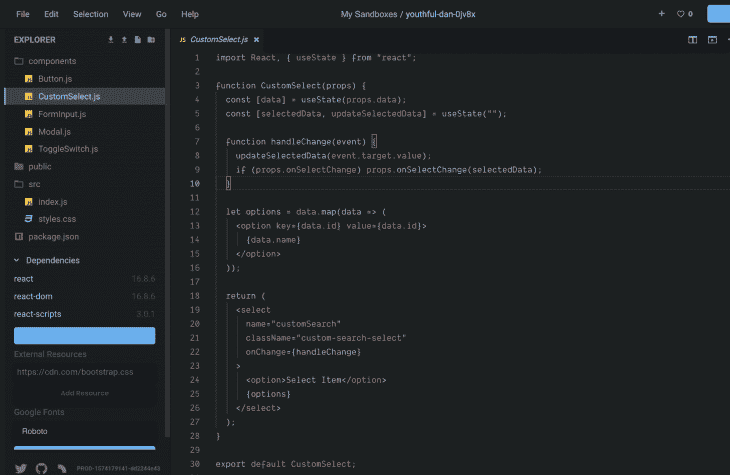 File Edit Selection View Go Help
My Sandboxes / youthful-dan-0jv8x
0
EXPLORER
components
Button.js
CustomSelect.js
FormInput.js
Modal.js
ToggleSwitch.js
public
src
index.js
styles.css
package.json
Dependencies
react 16.8.6
react-dom 16.8.6
react-scripts 3.0.1
External Resources
https://cdn.com/bootstrap.css
Add Resource
Google Fonts
Roboto
JS CustomSelect.js
1 import React, { useState } from "react";
2
3 function CustomSelect(props) {
4 const [data] = useState(props.data);
5 const [selectedData, updateSelectedData] = useState("");
6
7 function handleChange(event) {
8 updateSelectedData(event.target.value);
9 if (props.onSelectChange) props.onSelectChange(selectedData);
10 }
11
12 let options = data.map(data => (
13 <option key={data.id} value={data.id}>
14 {data.name}
15 </option>
16 ));
17
18 return (
19 <select
20 name="customSearch"
21 className="custom-search-select"
22 onChange={handleChange}
23 >
24 <option>Select Item</option>
25 {options}
26 </select>
27 );
28 }
29
30 export default CustomSelect;